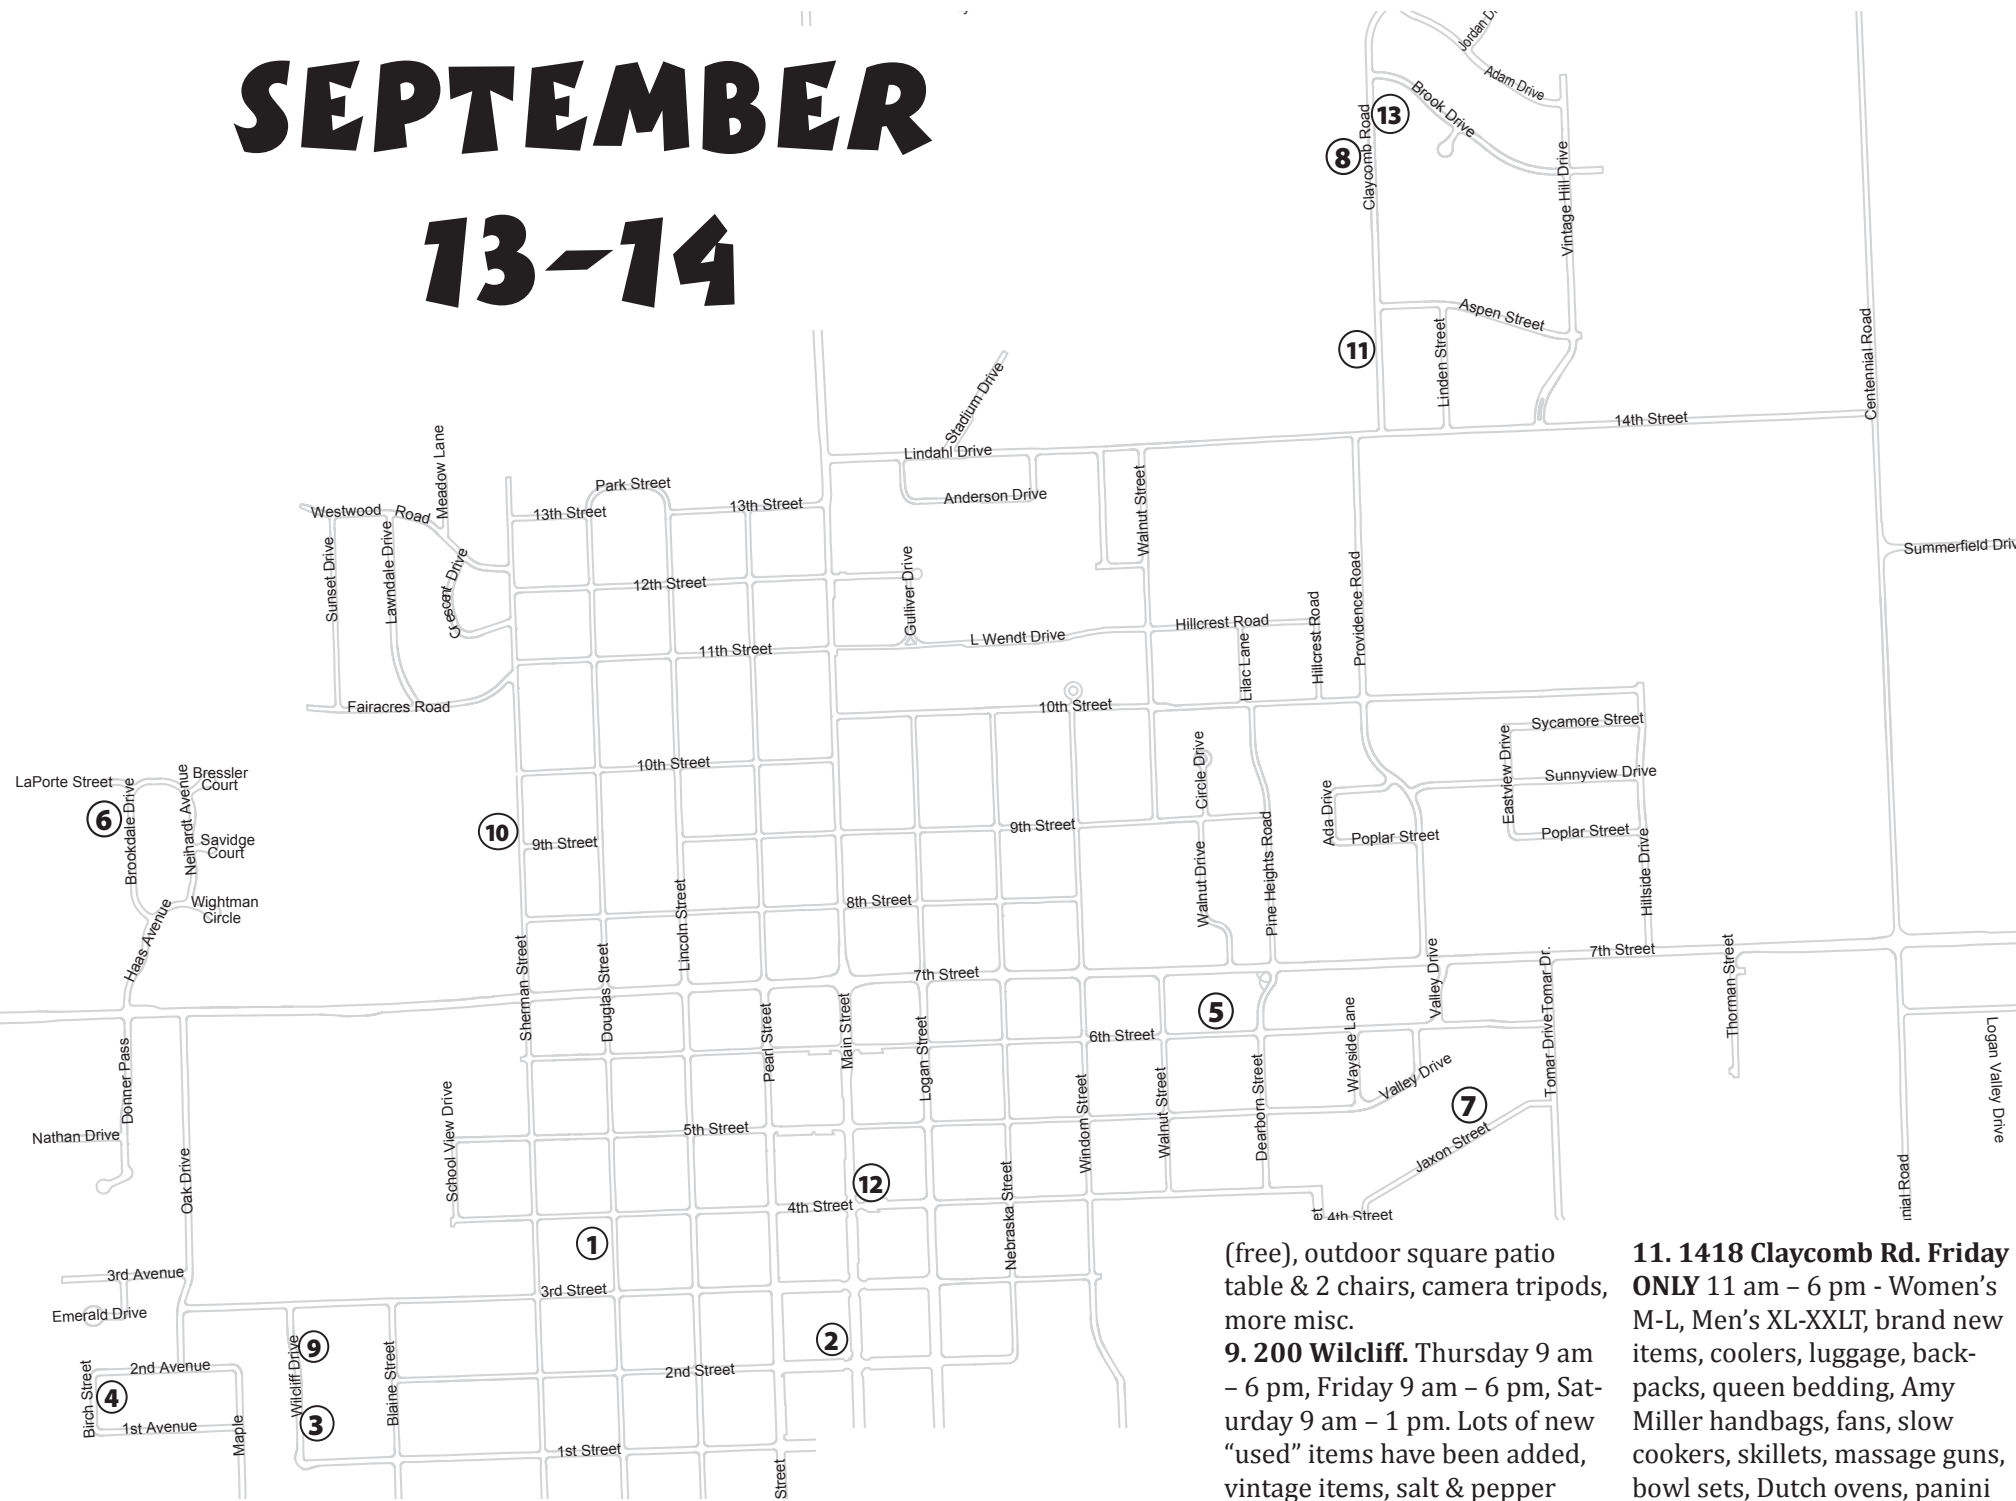 SEPTEMBER
13-14
Jordan D
Adam Drive
Brook Drive
13
8
Claycomb Road
Vintage Hill Drive
Aspen Street
11
Linden Street
Centennial Road
14th Street
Stadium Drive
Lindahl Drive
Anderson Drive
Walnut Street
Meadow Lane
Park Street
13th Street
13th Street
Westwood Road
Sunset Drive
Lawndale Drive
Crescent Drive
12th Street
Gulliver Drive
Summerfield Driv
Providence Road
11th Street
L Wendt Drive
Hillcrest Road
Hillcrest Road
Lilac Lane
Fairacres Road
10th Street
Sycamore Street
10th Street
Eastview Drive
Sunnyview Drive
Circle Drive
LaPorte Street
Bressler
Court
6
Brookdale Drive
Neihardt Avenue
Savidge
Court
10
9th Street
9th Street
Ada Drive
Poplar Street
Poplar Street
Hillside Drive
Pine Heights Road
Walnut Drive
Wightman
Circle
8th Street
Haas Avenue
Lincoln Street
Sherman Street
Douglas Street
7th Street
Valley Drive
7th Street
Tomar Dr.
Thorman Street
5
Pearl Street
Main Street
Logan Street
6th Street
Wayside Lane
Tomar Drive
Logan Valley Drive
Donner Pass
Nathan Drive
School View Drive
Windom Street
Walnut Street
Dearborn Street
Valley Drive
7
5th Street
Jaxon Street
Oak Drive
12
4th Street
Nebraska Street
et
4th Street
nial Road
1
3rd Avenue
Emerald Drive
3rd Street
9
2
Wilcliff Drive
Blaine Street
2nd Avenue
2nd Street
Birch Street
4
3
1st Avenue
Maple
1st Street
Street
(free), outdoor square patio
table & 2 chairs, camera tripods,
more misc.
9. 200 Wilcliff. Thursday 9 am
– 6 pm, Friday 9 am – 6 pm, Sat-
urday 9 am – 1 pm. Lots of new
“used” items have been added,
vintage items, salt & pepper
11. 1418 Claycomb Rd. Friday
ONLY 11 am – 6 pm - Women’s
M-L, Men’s XL-XXLT, brand new
items, coolers, luggage, back-
packs, queen bedding, Amy
Miller handbags, fans, slow
cookers, skillets, massage guns,
bowl sets, Dutch ovens, panini